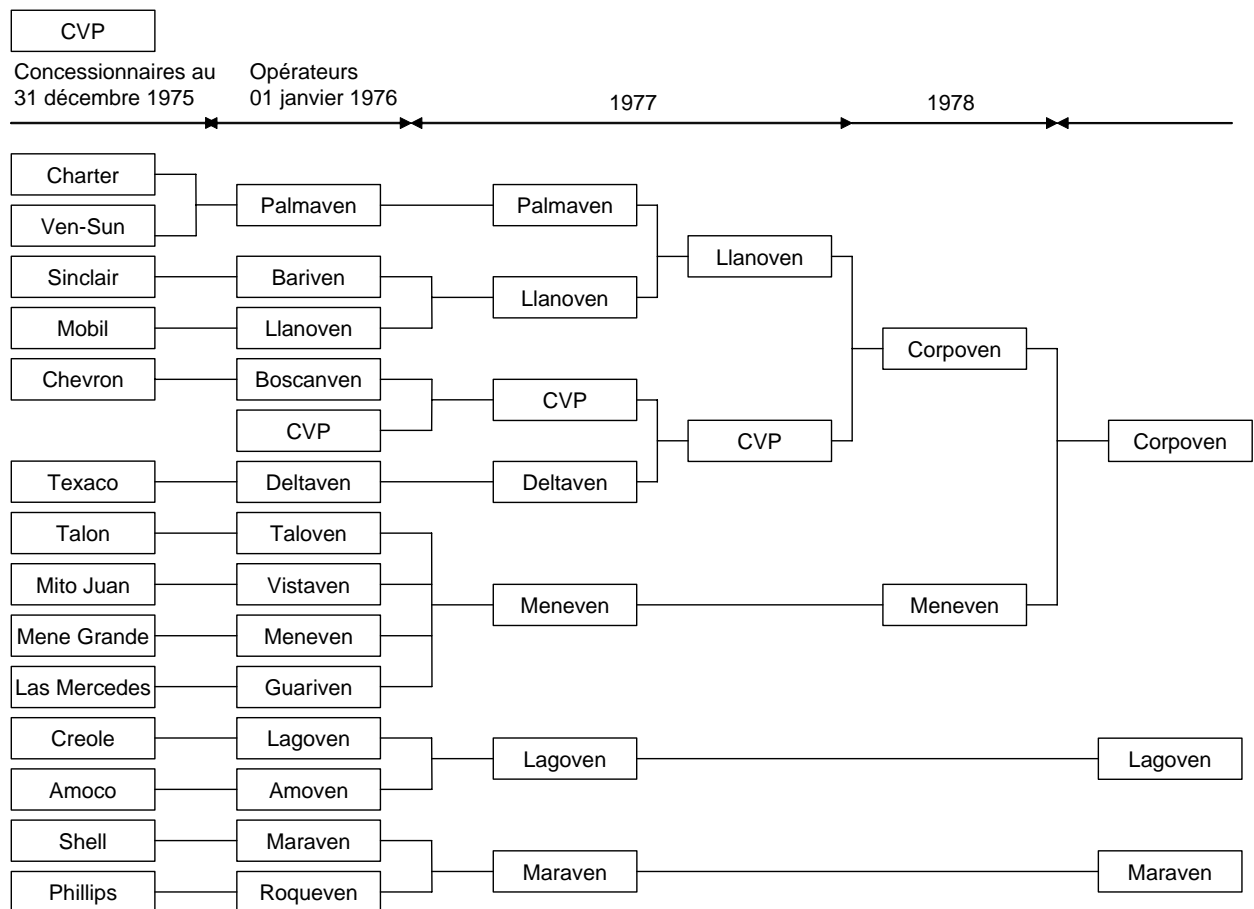 CVP
Concessionnaires au
31 décembre 1975
Opérateurs
01 janvier 1976
1977
1978
Charter
Ven-Sun
Palmaven
Palmaven
Llanoven
Sinclair
Bariven
Llanoven
Mobil
Llanoven
Corpoven
Chevron
Boscanven
CVP
CVP
CVP
Corpoven
Texaco
Deltaven
Deltaven
Talon
Taloven
Mito Juan
Vistaven
Meneven
Meneven
Mene Grande
Meneven
Las Mercedes
Guariven
Creole
Lagoven
Lagoven
Lagoven
Amoco
Amoven
Shell
Maraven
Maraven
Maraven
Phillips
Roqueven